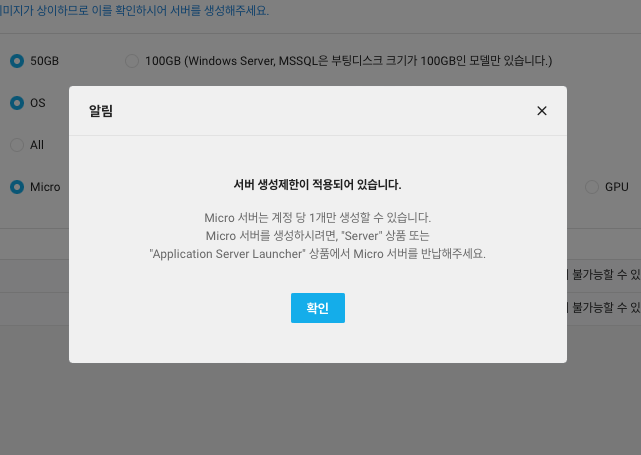 미지가 상이하므로 이를 확인하시어 서버를 생성해주세요.
50GB
100GB (Windows Server, MSSQL은 부팅디스크 크기가 100GB인 모델만 있습니다.)
OS
All
Micro
GPU
알림
서버 생성제한이 적용되어 있습니다.
Micro 서버는 계정 당 1개만 생성할 수 있습니다.
Micro 서버를 생성하시려면, "Server" 상품 또는
"Application Server Launcher" 상품에서 Micro 서버를 반납해주세요.
확인
불가능할 수 있
불가능할 수 있